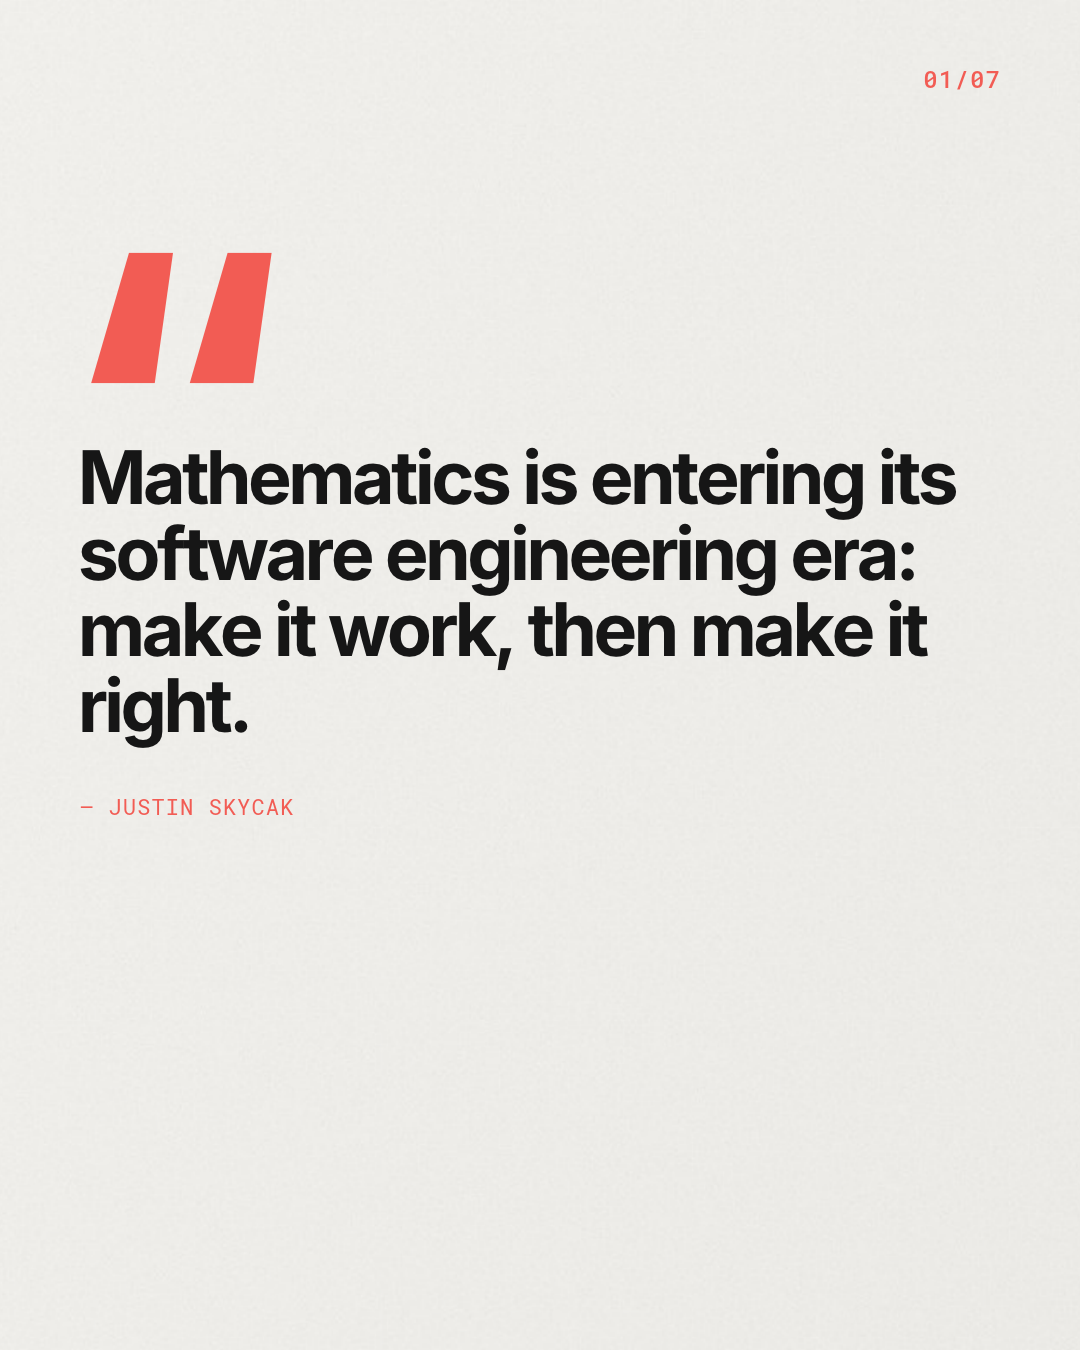 01/07
"
Mathematics is entering its
software engineering era:
make it work, then make it
right.
— JUSTIN SKYCAK